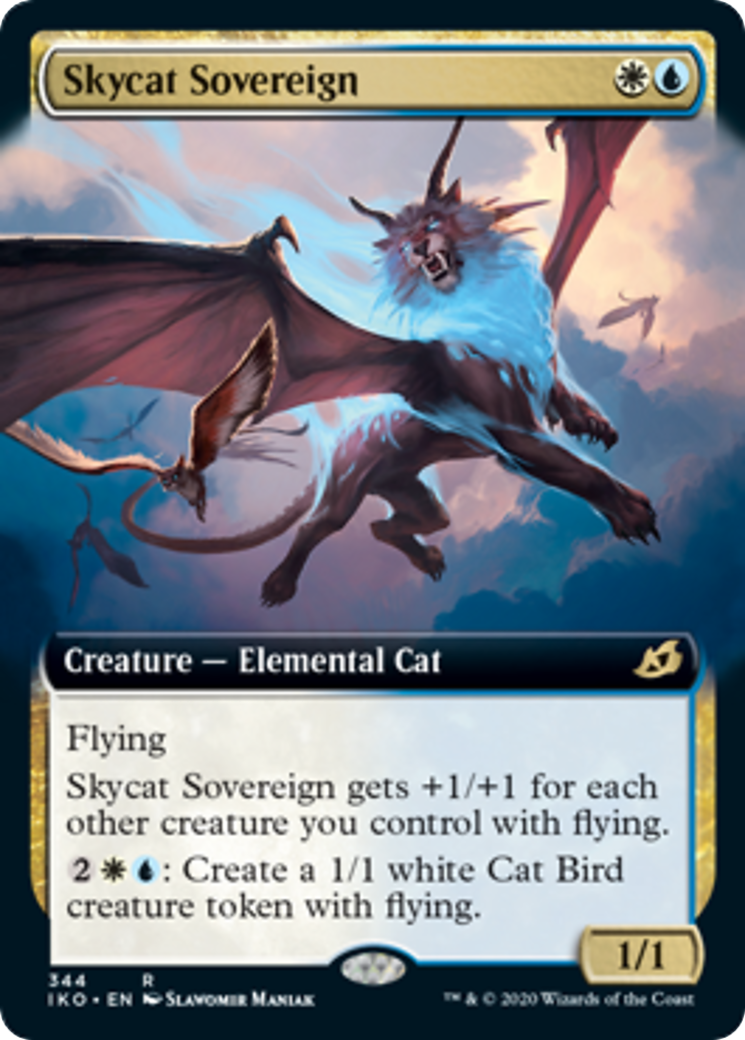 Skycat Sovereign
Creature — Elemental Cat
Flying
Skycat Sovereign gets +1/+1 for each
other creature you control with flying.
2: Create a 1/1 white Cat Bird
creature token with flying.
1/1
344 R
IKO • EN Slawomir Maniak
™ & © 2020 Wizards of the Coast